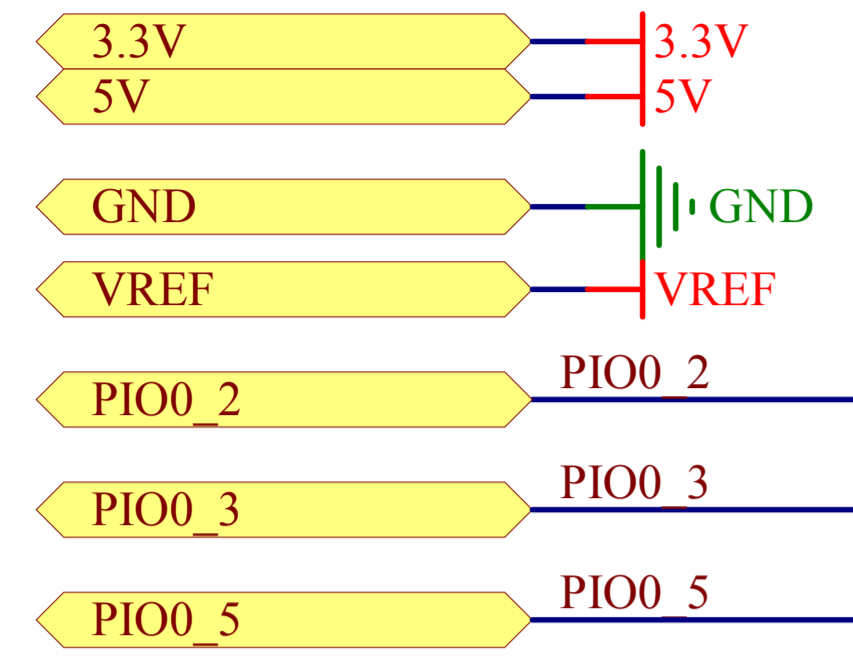 3.3V 3.3V
5V 5V
GND GND
VREF VREF
PIO0_2 PIO0_2
PIO0_3 PIO0_3
PIO0_5 PIO0_5